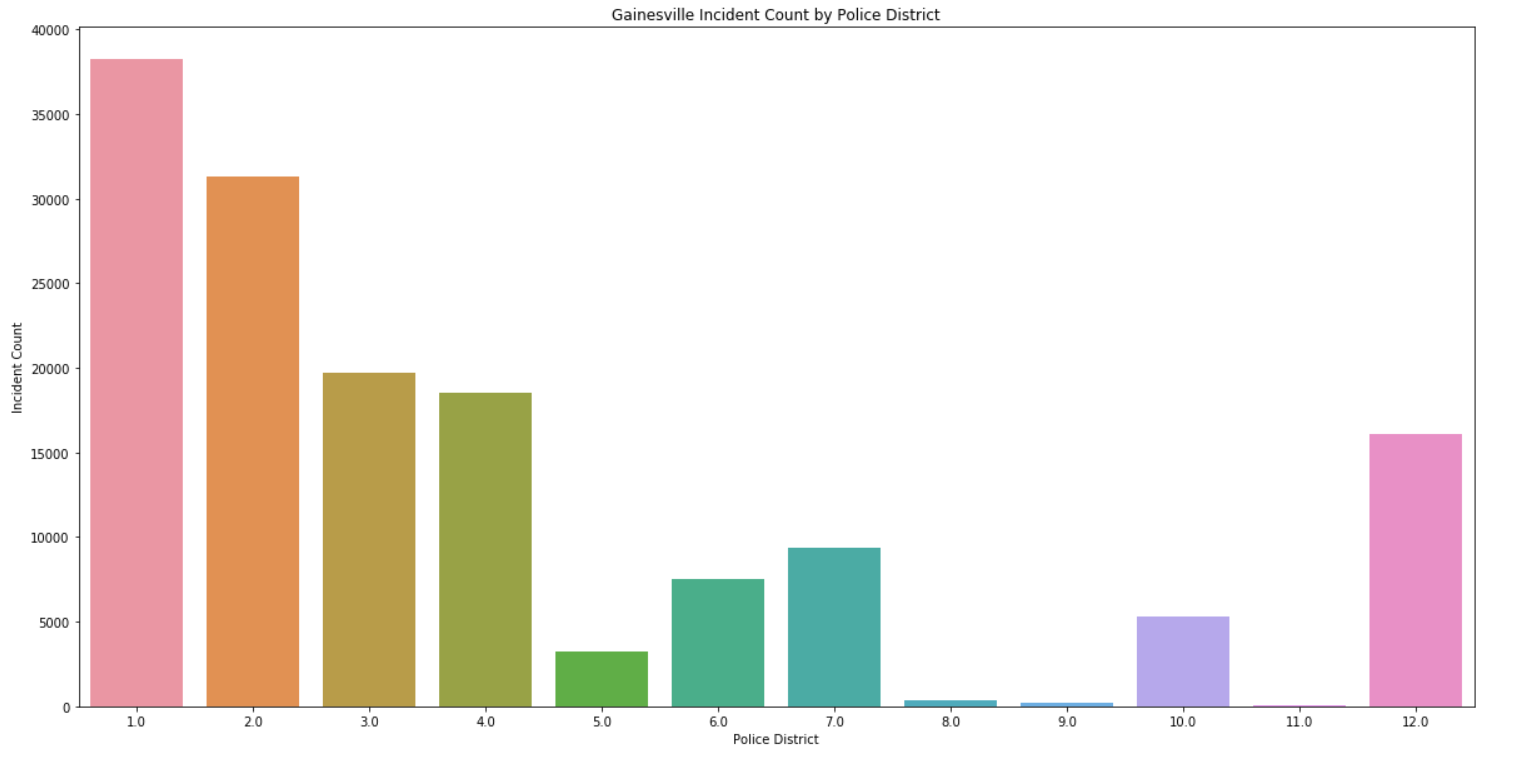 Gainesville Incident Count by Police District
40000
35000
30000
25000
20000
15000
10000
5000
0
Incident Count
1.0 2.0 3.0 4.0 5.0 6.0 7.0 8.0 9.0 10.0 11.0 12.0
Police District